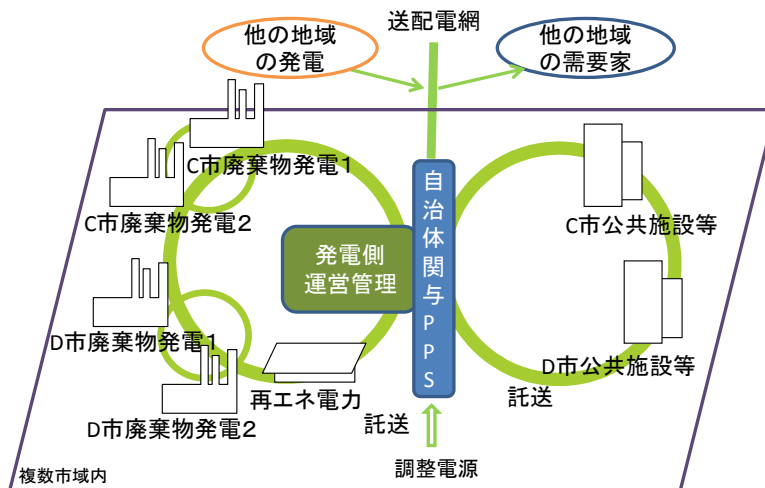 送配電網
他の地域
の発電
他の地域
の需要家
C市廃棄物発電1
C市廃棄物発電2
D市廃棄物発電1
D市廃棄物発電2
再エネ電力
発電側
運営管理
自治体関与PPS
C市公共施設等
D市公共施設等
託送
託送
調整電源
複数市域内